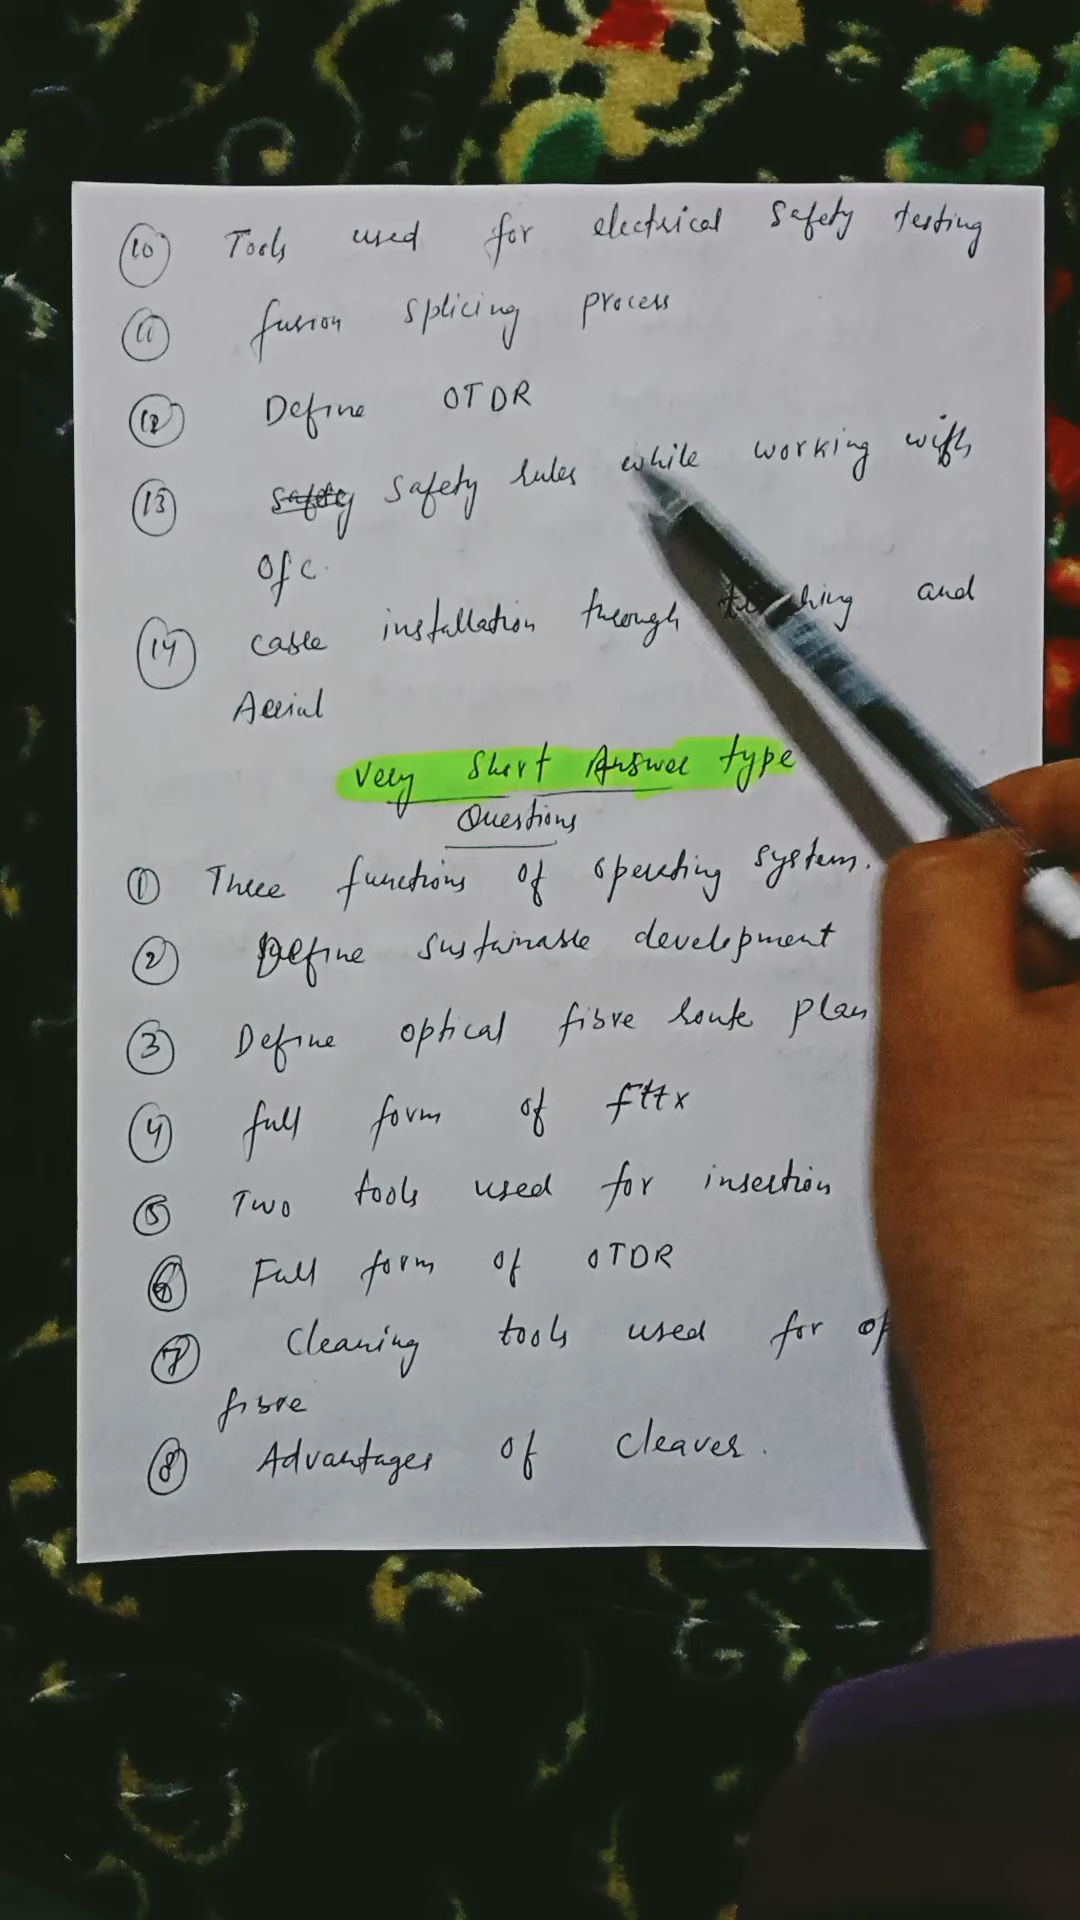 10 Tools used for electrical safety testing
11 fusion splicing process
12 Define OTDR
13 safety rules while working with
Ofc.
14 cable installation through and
Aerial
Very Short Answer type
Questions
1 Three functions of operating system.
2 Define sustainable development
3 Define optical fibre route plan
4 full form of fttx
5 Two tools used for insertion
6 Full form of OTDR
7 Cleaning tools used for
fibre
8 Advantages of cleaver.